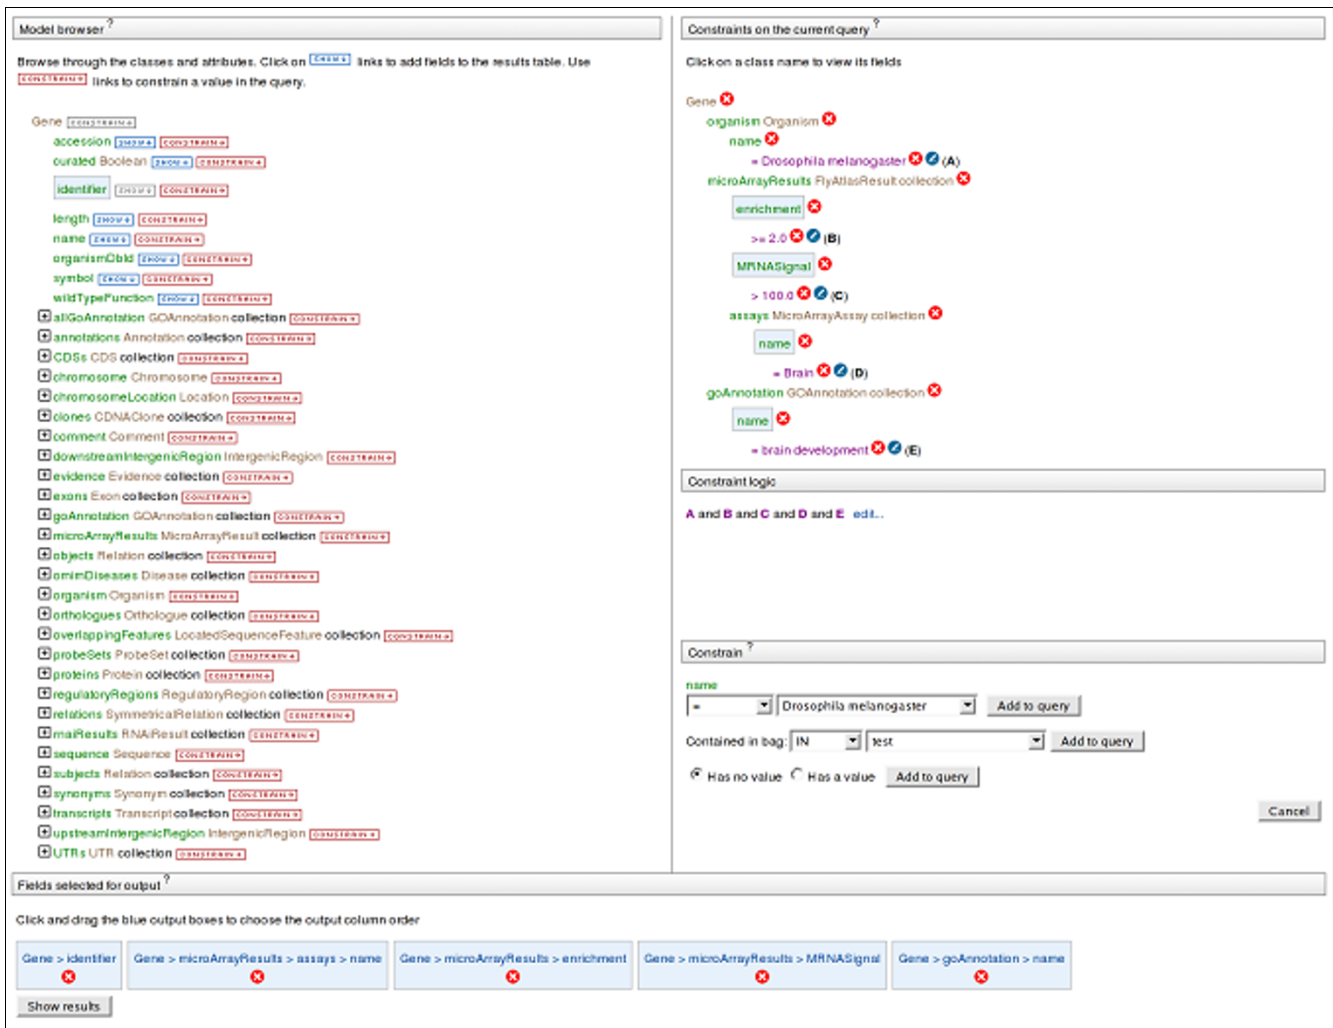 Model browser ?
Browse through the classes and attributes. Click on SHOW links to add fields to the results table. Use
CONSTRAIN links to constrain a value in the query.
Gene CONSTRAIN
accession SHOW CONSTRAIN
curated Boolean SHOW CONSTRAIN
identifier SHOW CONSTRAIN
length SHOW CONSTRAIN
name SHOW CONSTRAIN
organismDbId SHOW CONSTRAIN
symbol SHOW CONSTRAIN
wildTypeFunction SHOW CONSTRAIN
allGoAnnotation GOAnnotation collection CONSTRAIN
annotations Annotation collection CONSTRAIN
CDSs CDS collection CONSTRAIN
chromosome Chromosome CONSTRAIN
chromosomeLocation Location CONSTRAIN
clones CDNAClone collection CONSTRAIN
comment Comment CONSTRAIN
downstreamIntergenicRegion IntergenicRegion CONSTRAIN
evidence Evidence collection CONSTRAIN
exons Exon collection CONSTRAIN
goAnnotation GOAnnotation collection CONSTRAIN
microArrayResults MicroArrayResult collection CONSTRAIN
objects Relation collection CONSTRAIN
omimDiseases Disease collection CONSTRAIN
organism Organism CONSTRAIN
orthologues Orthologue collection CONSTRAIN
overlappingFeatures LocatedSequenceFeature collection CONSTRAIN
probeSets ProbeSet collection CONSTRAIN
proteins Protein collection CONSTRAIN
regulatoryRegions RegulatoryRegion collection CONSTRAIN
relations SymmetricalRelation collection CONSTRAIN
rnaiResults RNAiResult collection CONSTRAIN
sequence Sequence CONSTRAIN
subjects Relation collection CONSTRAIN
synonyms Synonym collection CONSTRAIN
transcripts Transcript collection CONSTRAIN
upstreamIntergenicRegion IntergenicRegion CONSTRAIN
UTRs UTR collection CONSTRAIN
Constraints on the current query ?
Click on a class name to view its fields
Gene
organism Organism
name
= Drosophila melanogaster (A)
microArrayResults FlyAtlasResult collection
enrichment
>= 2.0 (B)
MRNASignal
> 100.0 (C)
assays MicroArrayAssay collection
name
= Brain (D)
goAnnotation GOAnnotation collection
name
= brain development (E)
Constraint logic
A and B and C and D and E edit...
Constrain ?
name
= Drosophila melanogaster Add to query
Contained in bag: IN test Add to query
Has no value Has a value Add to query
Cancel
Fields selected for output ?
Click and drag the blue output boxes to choose the output column order
Gene > identifier
Gene > microArrayResults > assays > name
Gene > microArrayResults > enrichment
Gene > microArrayResults > MRNASignal
Gene > goAnnotation > name
Show results